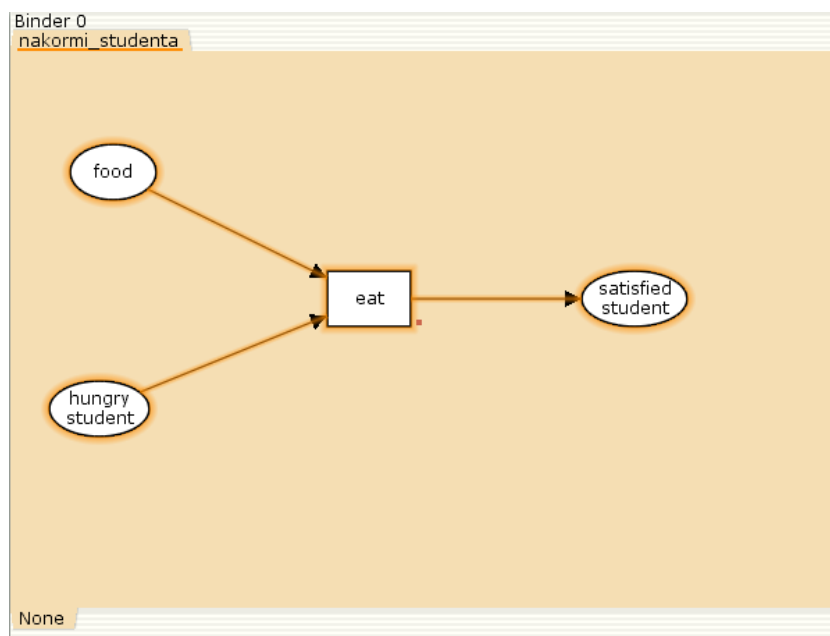 Binder 0
nakormi_studenta
food
eat
satisfied
student
hungry
student
None